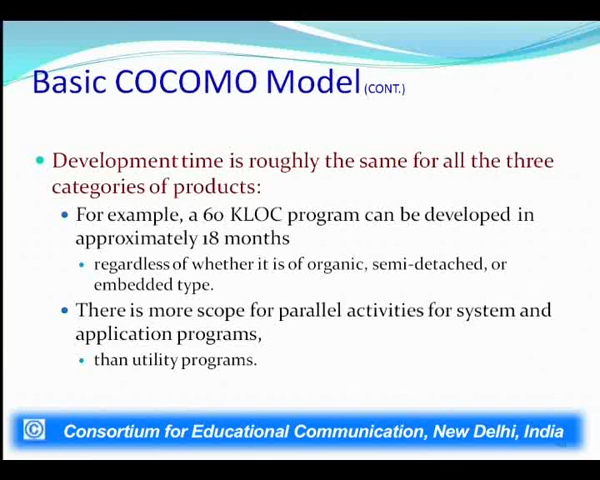 Basic COCOMO Model (CONT.)
Development time is roughly the same for all the three
categories of products:
For example, a 60 KLOC program can be developed in
approximately 18 months
regardless of whether it is of organic, semi-detached, or
embedded type.
There is more scope for parallel activities for system and
application programs,
than utility programs.
© Consortium for Educational Communication, New Delhi, India